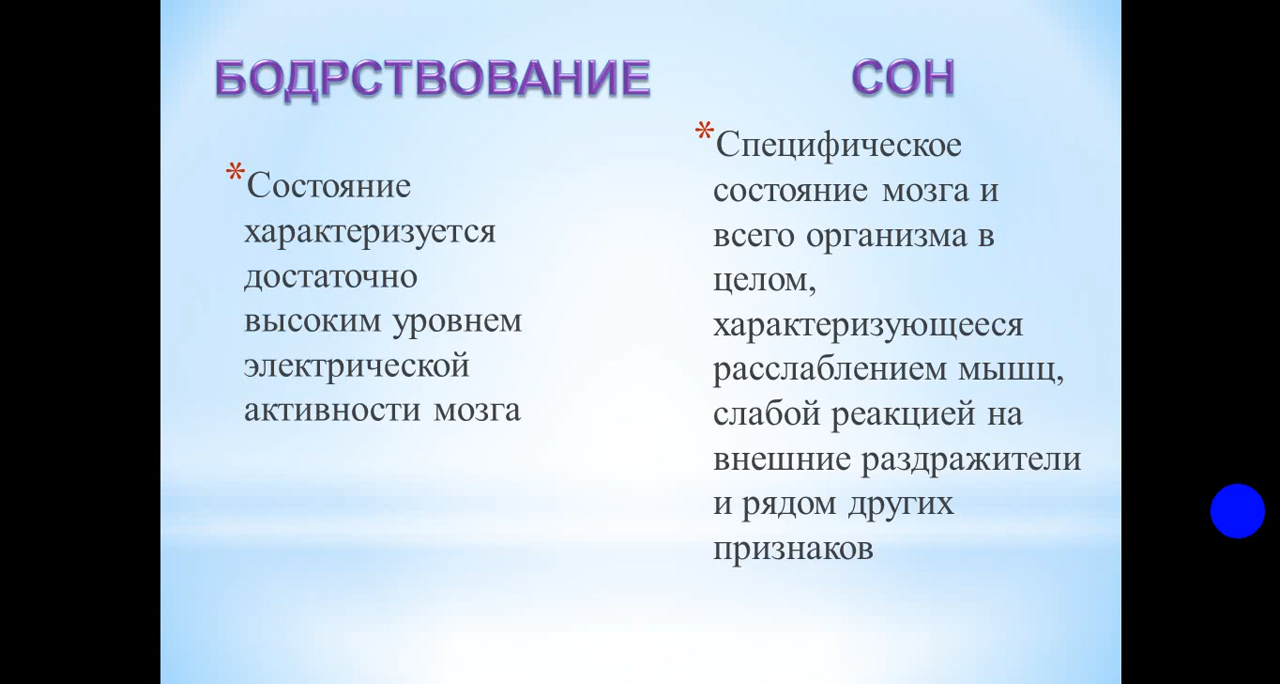 БОДРСТВОВАНИЕ
*Состояние
характеризуется
достаточно
высоким уровнем
электрической
активности мозга
СОН
*Специфическое
состояние мозга и
всего организма в
целом,
характеризующееся
расслаблением мышц,
слабой реакцией на
внешние раздражители
и рядом других
признаков